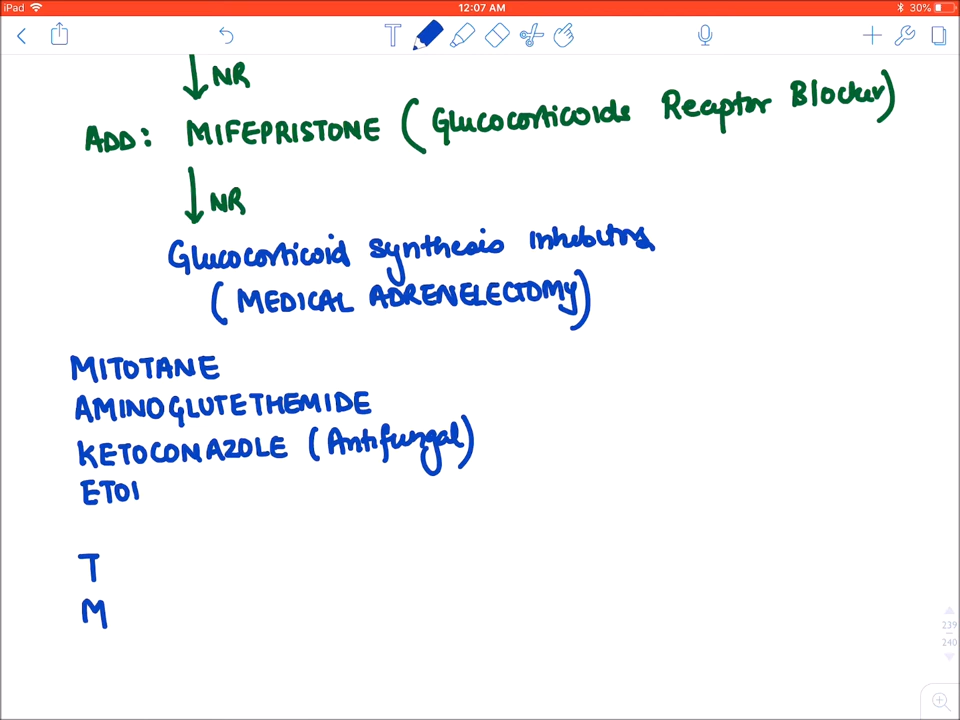 iPad 12:07 AM 30%
T
↓ NR
ADD: MIFEPRISTONE (Glucocorticoids Receptor Blocker)
↓ NR
Glucocorticoid synthesis inhibitors
(MEDICAL ADRENELECTOMY)
MITOTANE
AMINOGLUTETHEMIDE
KETOCONAZOLE (Antifungal)
ETOI
T
M
239
240